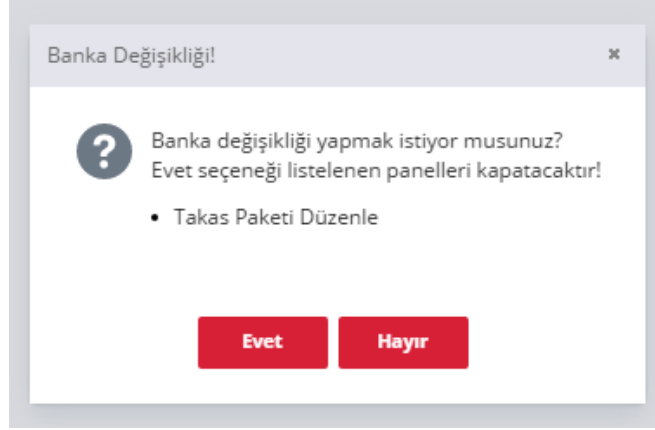 Banka Değişikliği!
Banka değişikliği yapmak istiyor musunuz?
Evet seçeneği listelenen panelleri kapatacaktır!
• Takas Paketi Düzenle
Evet Hayır